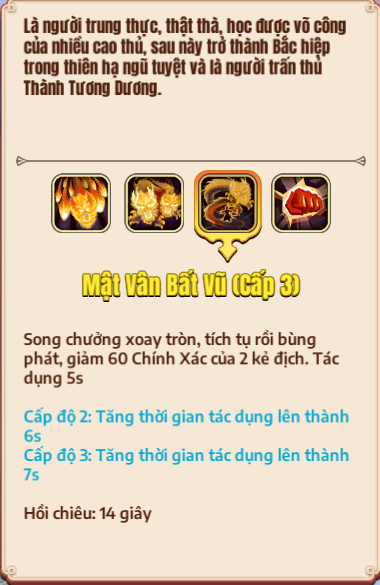 Là người trung thực, thật thà, học được võ công
của nhiều cao thủ, sau này trở thành Bắc hiệp
trong thiên hạ ngũ tuyệt và là người trấn thủ
Thành Tương Dương.
Mật Vân Bất Vũ (Cấp 3)
Song chưởng xoay tròn, tích tụ rồi bùng
phát, giảm 60 Chính Xác của 2 kẻ địch. Tác
dụng 5s
Cấp độ 2: Tăng thời gian tác dụng lên thành
6s
Cấp độ 3: Tăng thời gian tác dụng lên thành
7s
Hồi chiêu: 14 giây